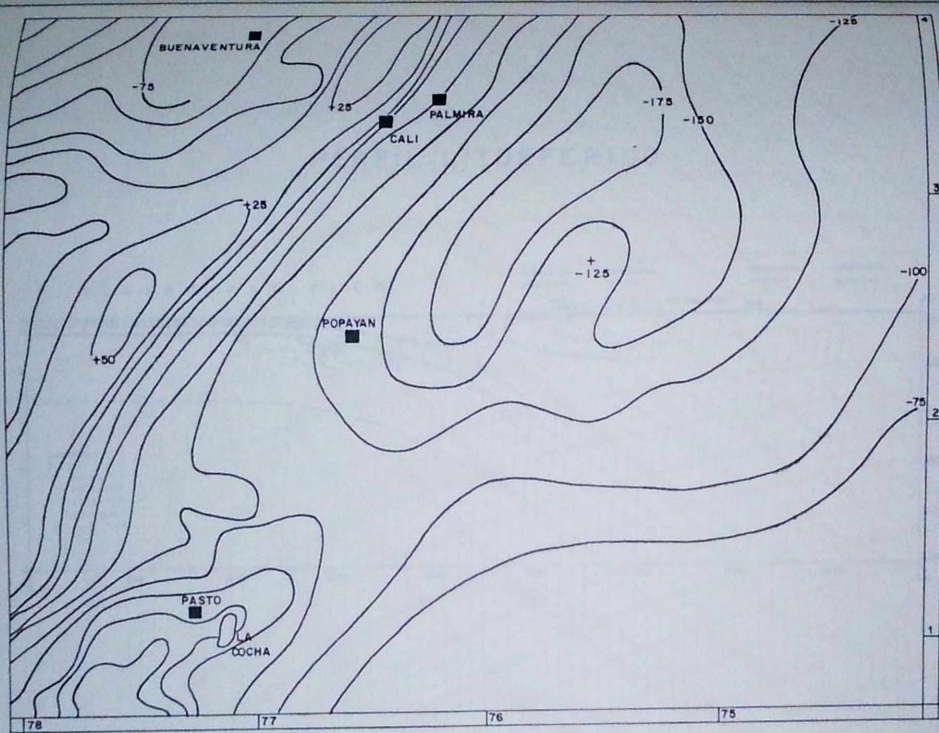 -125
4
BUENAVENTURA
-75
+25
PALMIRA
CALI
-175
-150
3
+25
+
-125
-100
POPAYAN
+50
-75
2
PASTO
LA
COCHA
1
78
77
76
75